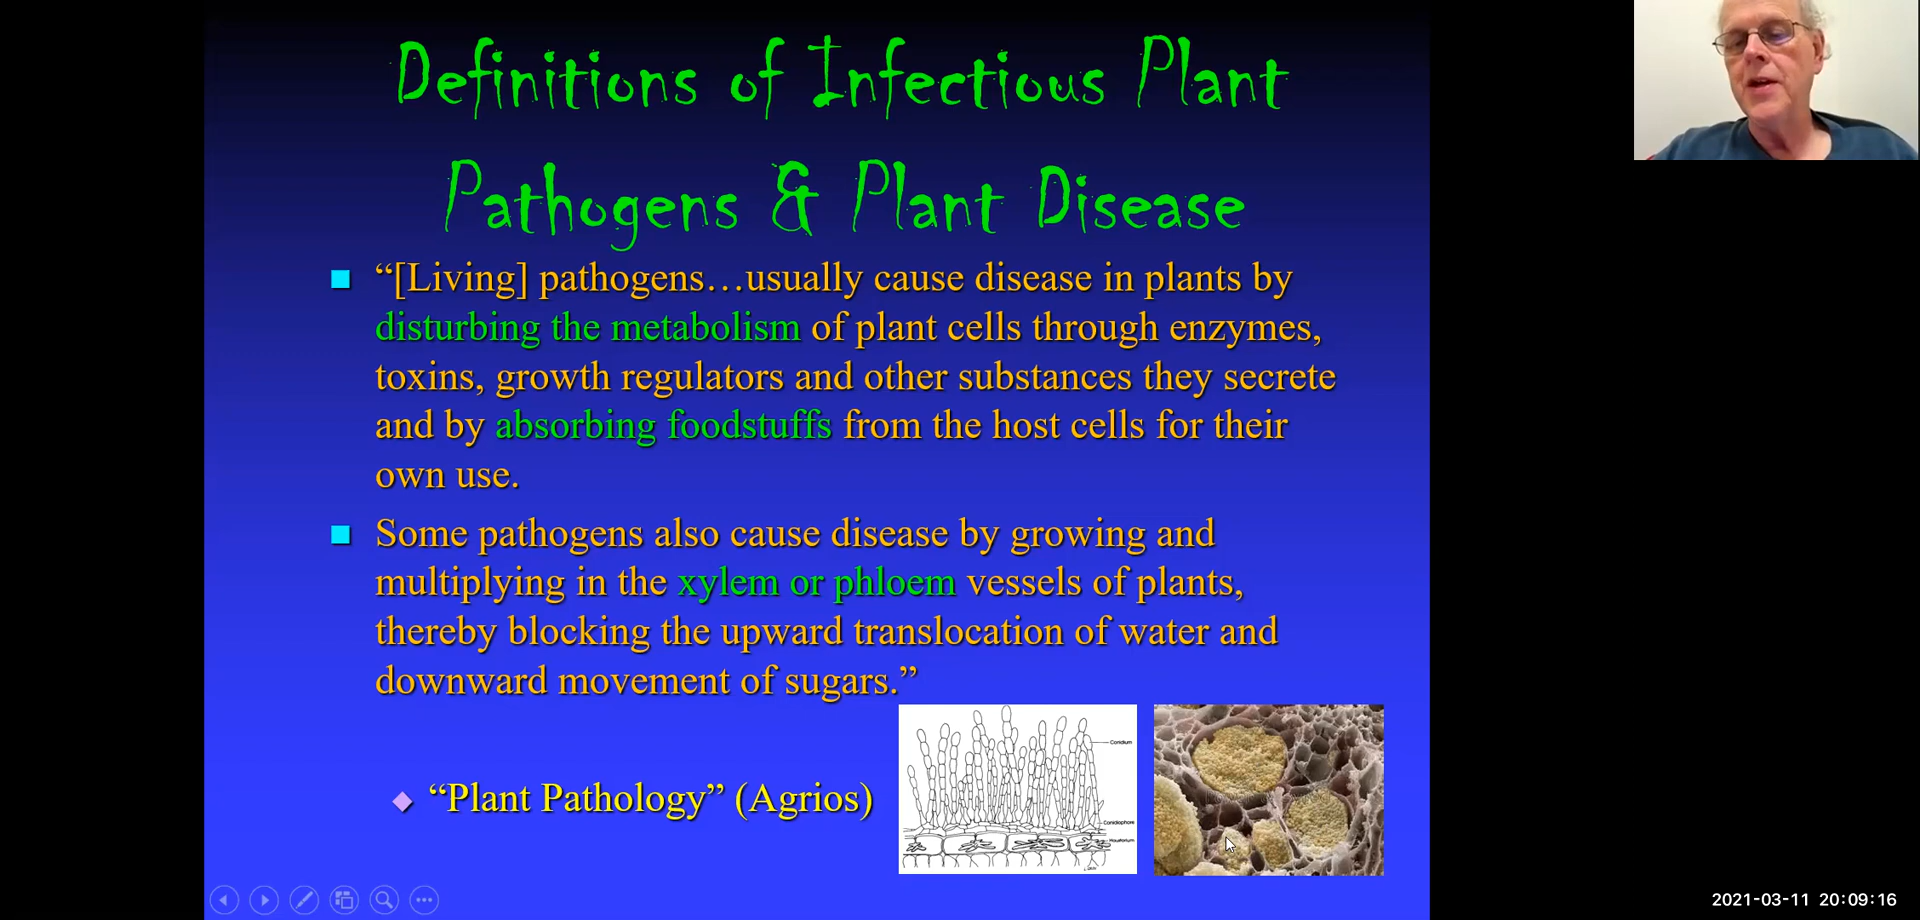 Definitions of Infectious Plant
Pathogens & Plant Disease
“[Living] pathogens…usually cause disease in plants by
disturbing the metabolism of plant cells through enzymes,
toxins, growth regulators and other substances they secrete
and by absorbing foodstuffs from the host cells for their
own use.
Some pathogens also cause disease by growing and
multiplying in the xylem or phloem vessels of plants,
thereby blocking the upward translocation of water and
downward movement of sugars.”
“Plant Pathology” (Agrios)
Conidium
Conidiophore
Haustorium
2021-03-11 20:09:16